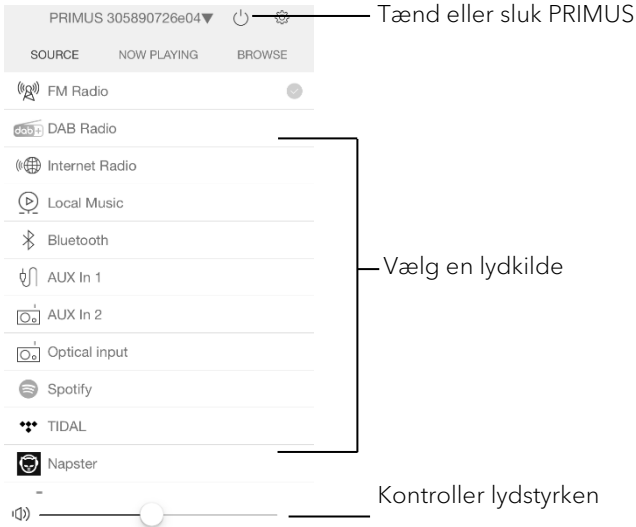 PRIMUS 305890726e04▼
Tænd eller sluk PRIMUS
SOURCE NOW PLAYING BROWSE
FM Radio
dab+ DAB Radio
Internet Radio
Local Music
Bluetooth
Vælg en lydkilde
AUX In 1
AUX In 2
Optical input
Spotify
TIDAL
Napster
Kontroller lydstyrken